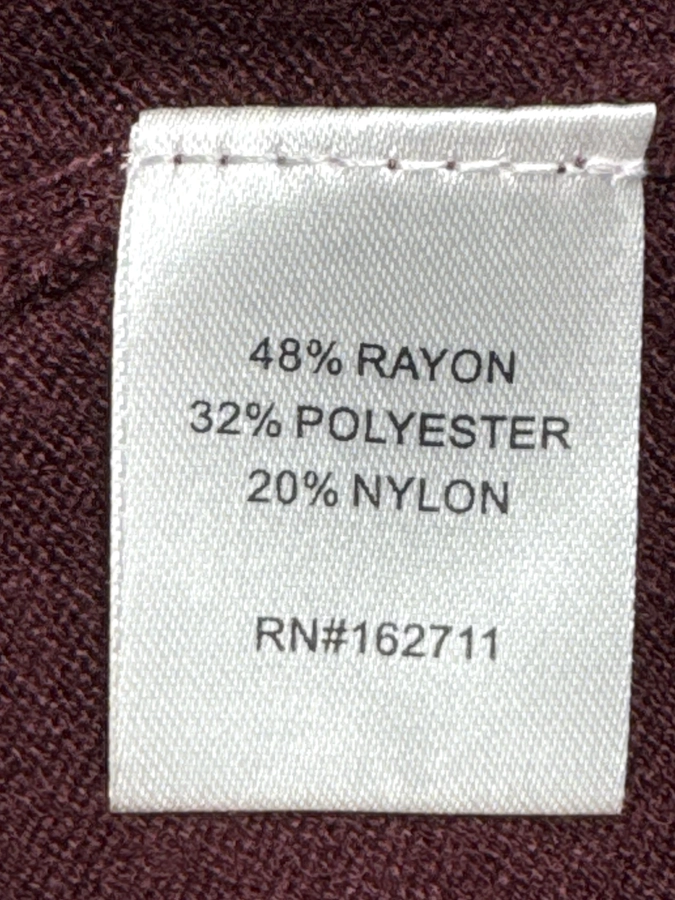 48% RAYON
32% POLYESTER
20% NYLON
RN#162711